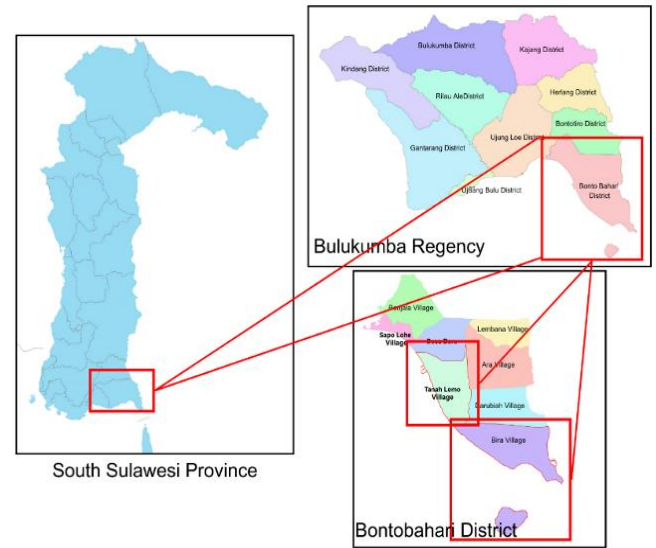 South Sulawesi Province
Bulukumba District
Kajang District
Kindang District
Rilau AleDistrict
Herlang District
Bontotiro District
Ujung Loe District
Gantarang District
Bonto Bahari
District
Ujuang Bulu District
Bulukumba Regency
Village
Lembana Village
Sapo Lohe
Village
Ara Village
Tanah Lemo
Village
Darubiah Village
Bira Village
Bontobahari District